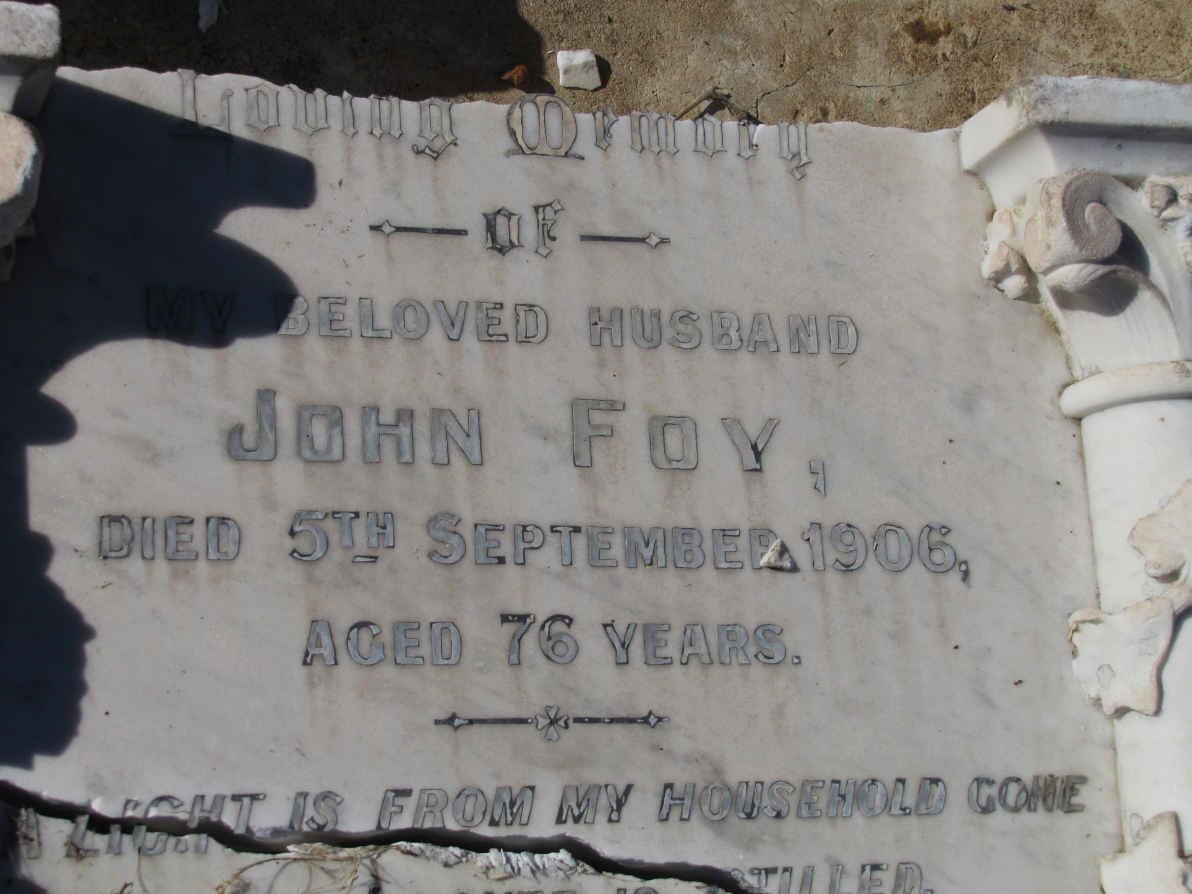 Loving Memory
OF
MY BELOVED HUSBAND
JOHN FOY,
DIED 5TH SEPTEMBER 1906,
AGED 76 YEARS.
LIGHT IS FROM MY HOUSEHOLD GONE
IS STILLED.